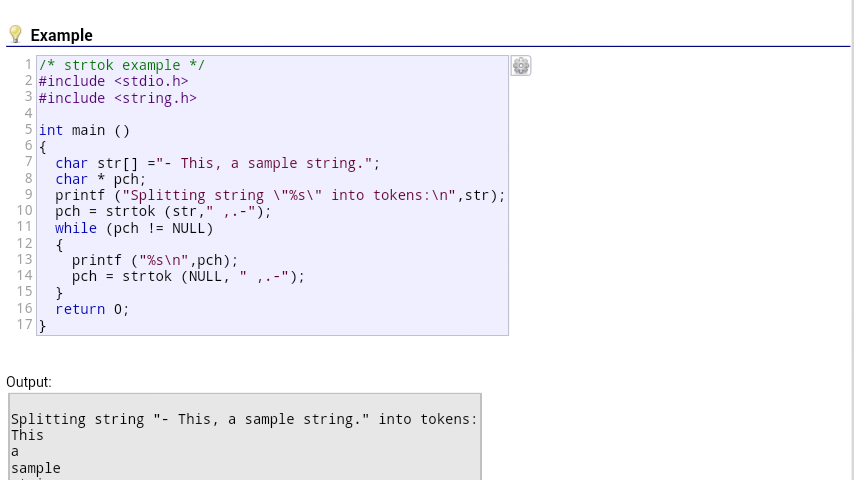 Example
1 /* strtok example */
2 #include <stdio.h>
3 #include <string.h>
4
5 int main ()
6 {
7   char str[] ="- This, a sample string.";
8   char * pch;
9   printf ("Splitting string \"%s\" into tokens:\n",str);
10   pch = strtok (str," ,.-");
11   while (pch != NULL)
12   {
13     printf ("%s\n",pch);
14     pch = strtok (NULL, " ,.-");
15   }
16   return 0;
17 }
Output:
Splitting string "- This, a sample string." into tokens:
This
a
sample